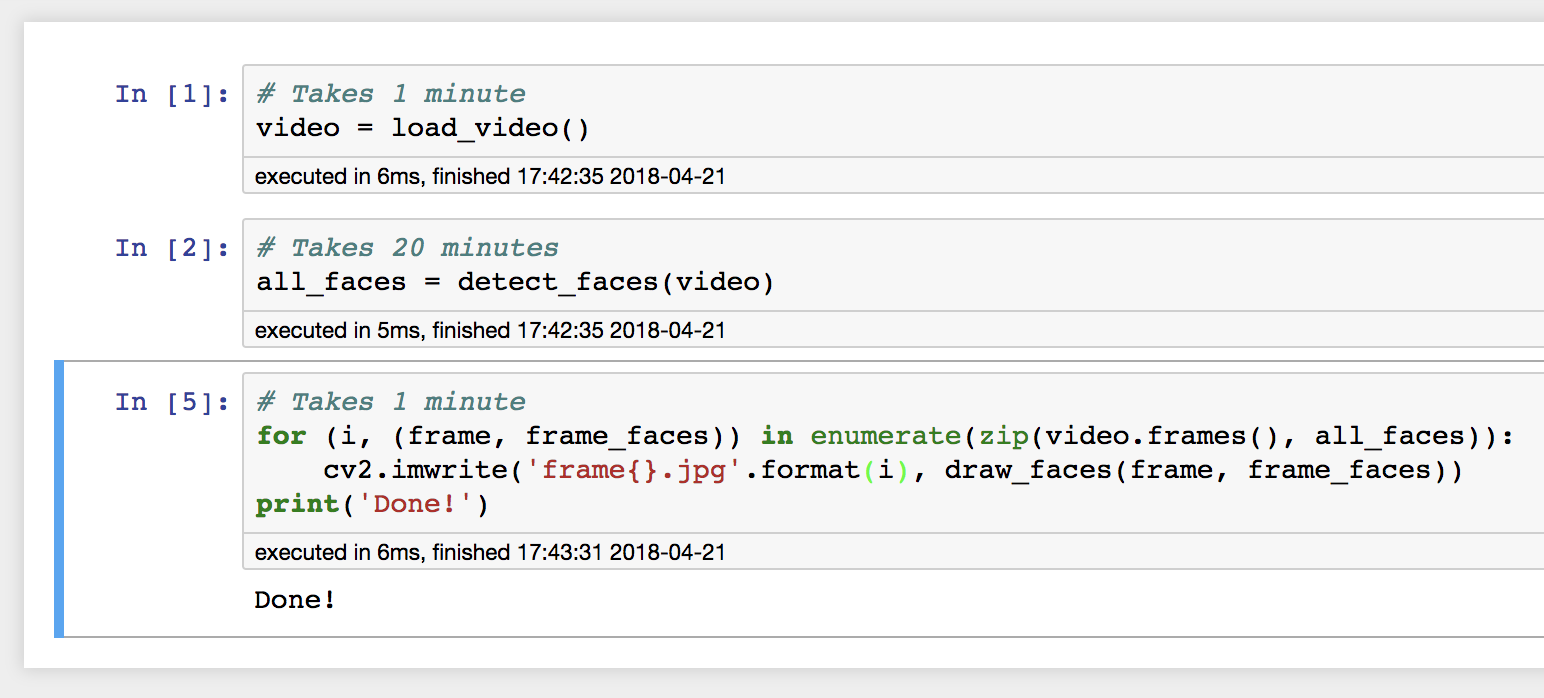 In [1]:
# Takes 1 minute
video = load_video()
executed in 6ms, finished 17:42:35 2018-04-21
In [2]:
# Takes 20 minutes
all_faces = detect_faces(video)
executed in 5ms, finished 17:42:35 2018-04-21
In [5]:
# Takes 1 minute
for (i, (frame, frame_faces)) in enumerate(zip(video.frames(), all_faces)):
    cv2.imwrite('frame{}.jpg'.format(i), draw_faces(frame, frame_faces))
print('Done!')
executed in 6ms, finished 17:43:31 2018-04-21
Done!